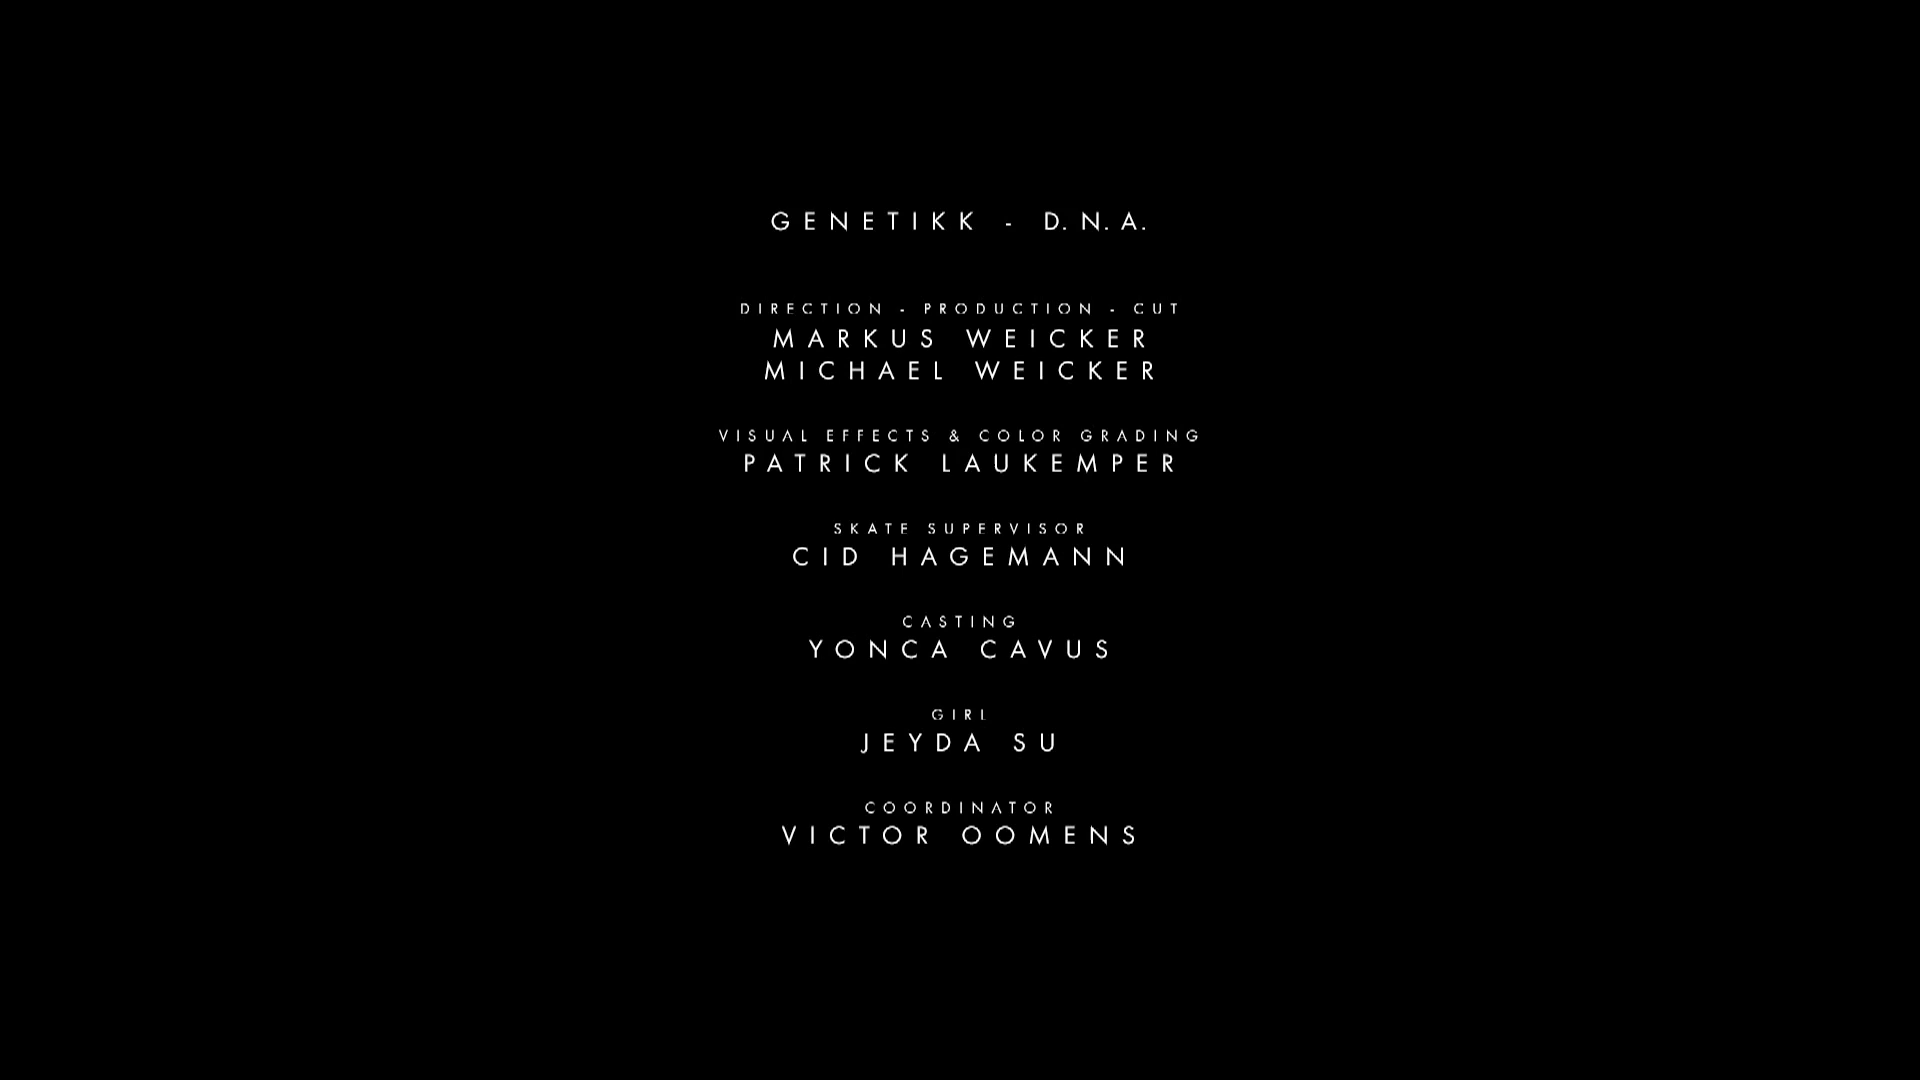 GENETIKK - D.N.A.
DIRECTION - PRODUCTION - CUT
MARKUS WEICKER
MICHAEL WEICKER
VISUAL EFFECTS & COLOR GRADING
PATRICK LAUKEMPER
SKATE SUPERVISOR
CID HAGEMANN
CASTING
YONCA CAVUS
GIRL
JEYDA SU
COORDINATOR
VICTOR OOMENS